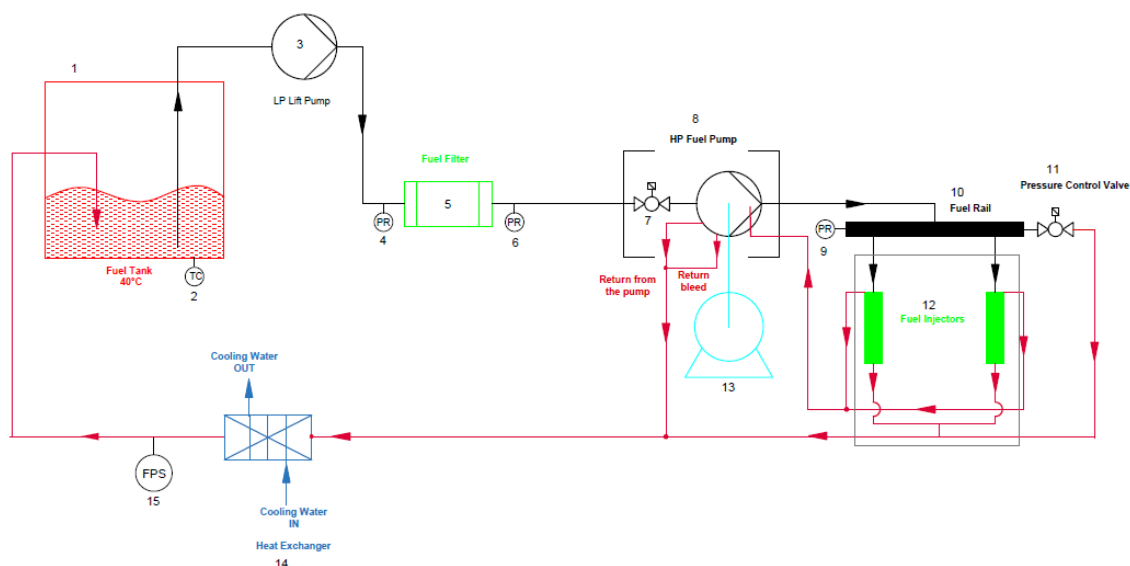 1
3
LP Lift Pump
Fuel Tank
40°C
TC
2
PR
4
Fuel Filter
5
PR
6
8
HP Fuel Pump
7
Return from
the pump
Return
bleed
13
10
Fuel Rail
PR
9
11
Pressure Control Valve
12
Fuel Injectors
Cooling Water
OUT
Cooling Water
IN
Heat Exchanger
14
FPS
15